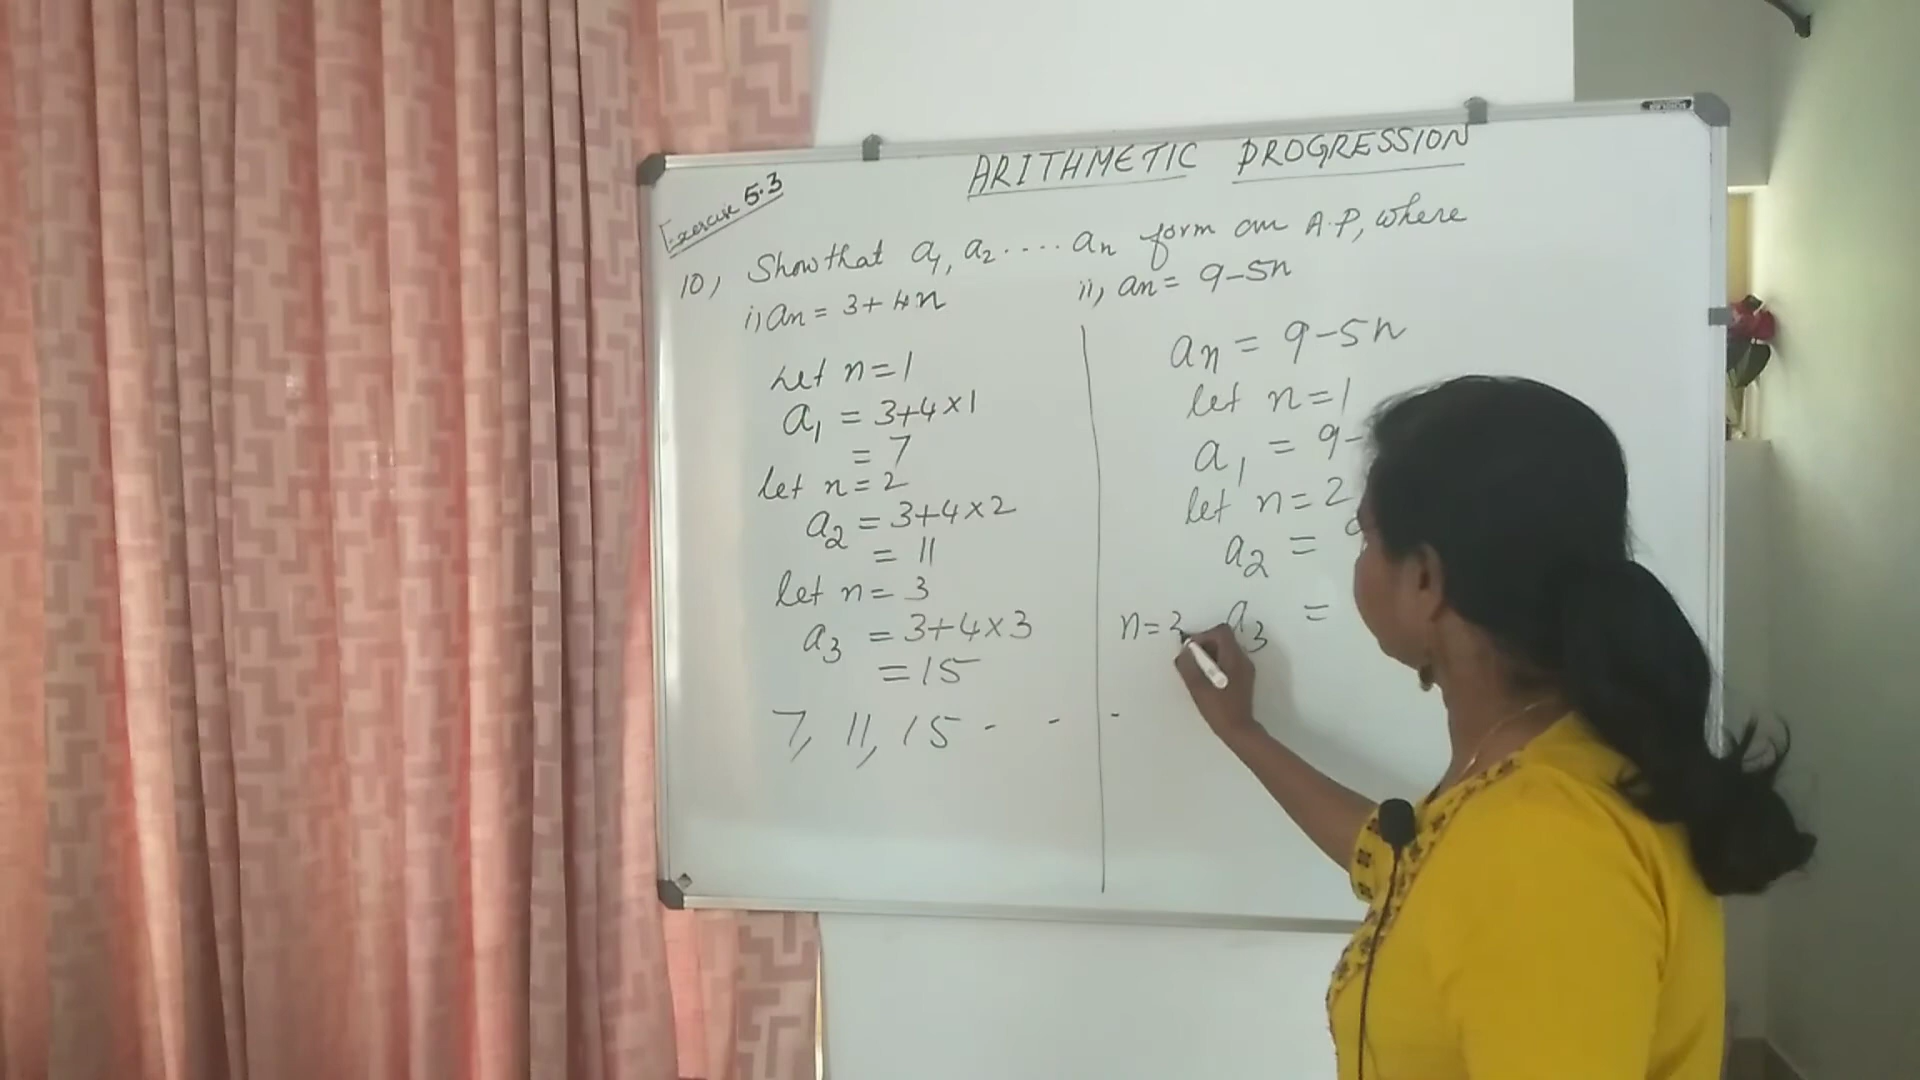 ARITHMETIC PROGRESSION
Exercise 5.3
10, Show that a1, a2 .... an form an A.P, where
i) an = 3+4n
ii, an = 9-5n
Let n=1
a1 = 3+4×1
= 7
let n=2
a2 = 3+4×2
= 11
let n=3
a3 = 3+4×3
=15
7, 11, 15 - - -
an = 9-5n
let n=1
a1 = 9-
let n=2
a2 =
n=3 a3 =